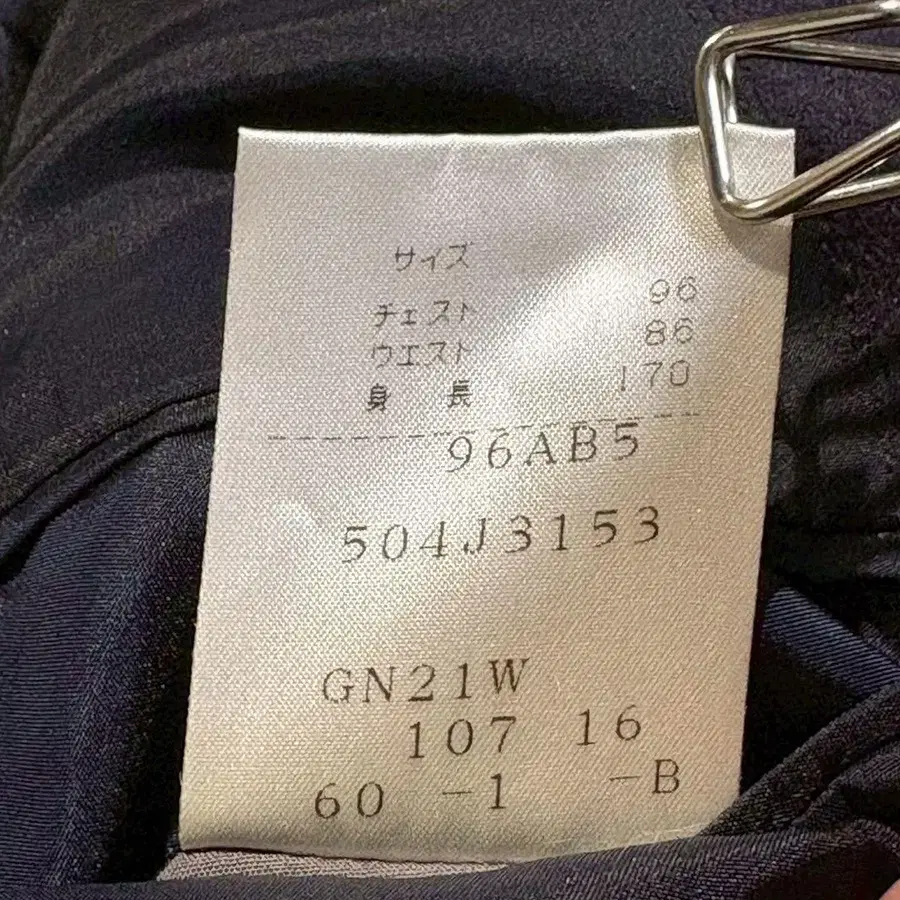 サイズ
チェスト 96
ウエスト 86
身長 170
96AB5
504J3153
GN21W
107 16
60 -1 -B